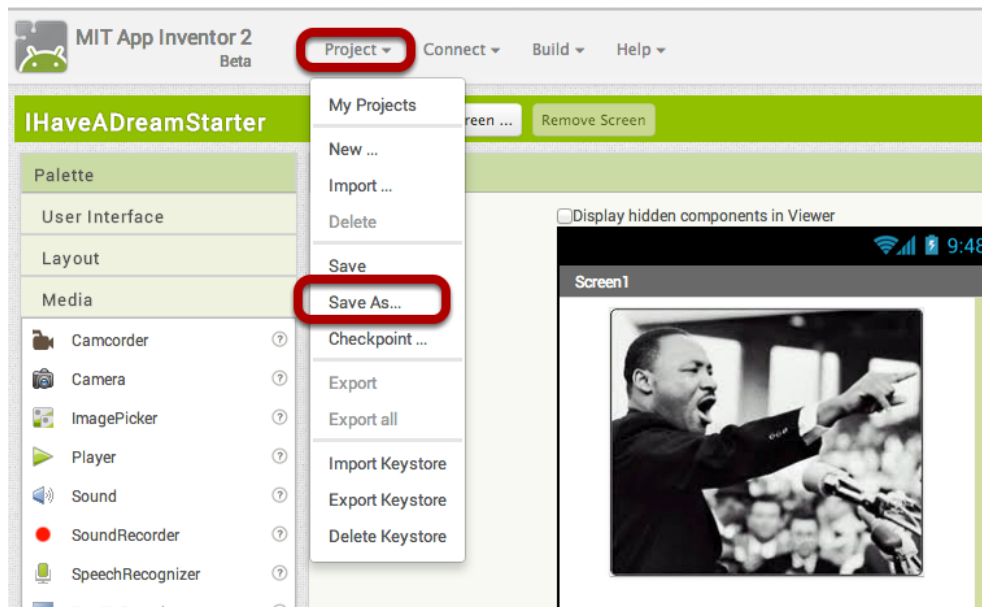 MIT App Inventor 2
Beta
Project Connect Build Help
IHaveADreamStarter
reen ... Remove Screen
My Projects
New ...
Import ...
Delete
Save
Save As...
Checkpoint ...
Export
Export all
Import Keystore
Export Keystore
Delete Keystore
Palette
User Interface
Layout
Media
Camcorder ?
Camera ?
ImagePicker ?
Player ?
Sound ?
SoundRecorder ?
SpeechRecognizer ?
Display hidden components in Viewer
9:48
Screen1